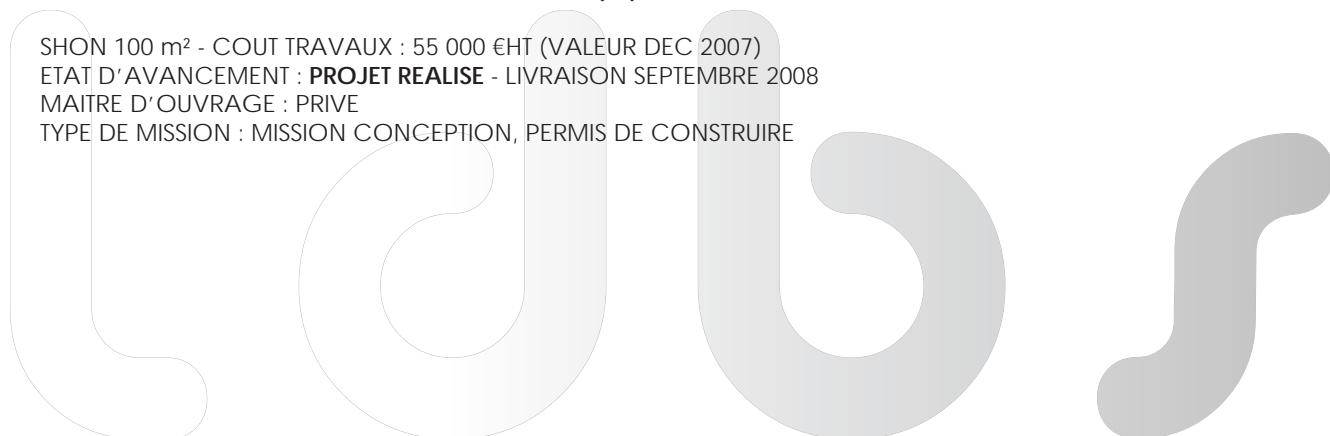 SHON 100 m² - COUT TRAVAUX : 55 000 €HT (VALEUR DEC 2007)
ETAT D'AVANCEMENT : PROJET REALISE - LIVRAISON SEPTEMBRE 2008
MAITRE D'OUVRAGE : PRIVE
TYPE DE MISSION : MISSION CONCEPTION, PERMIS DE CONSTRUIRE
ldbs